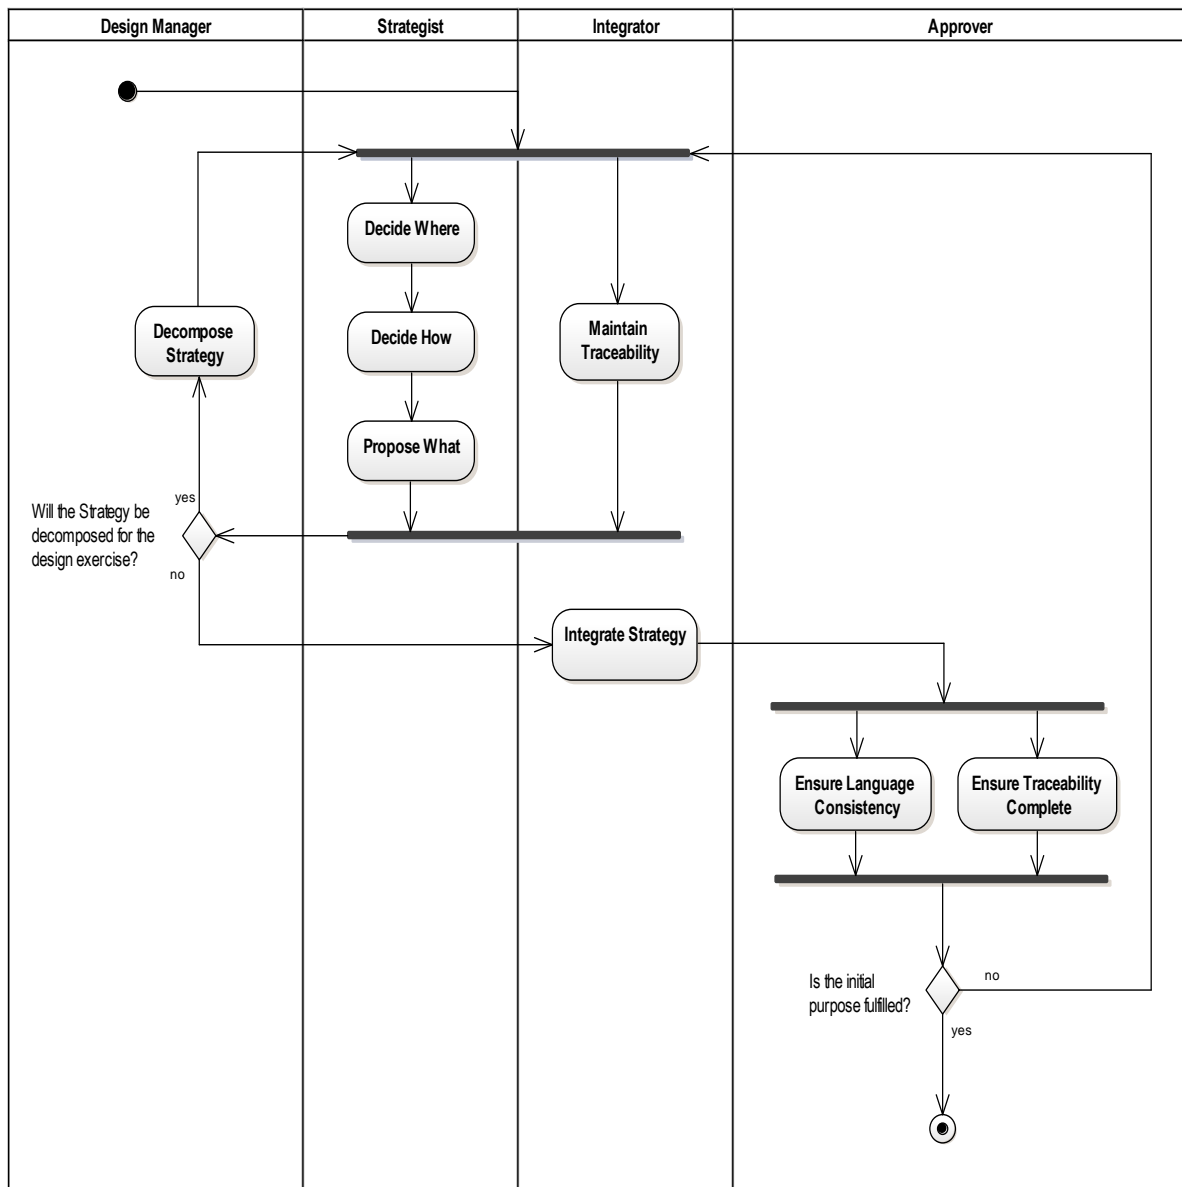 Design Manager
Strategist
Integrator
Approver
Decide Where
Decompose
Strategy
Decide How
Maintain
Traceability
Propose What
yes
Will the Strategy be
decomposed for the
design exercise?
no
Integrate Strategy
Ensure Language
Consistency
Ensure Traceability
Complete
Is the initial
purpose fulfilled?
no
yes